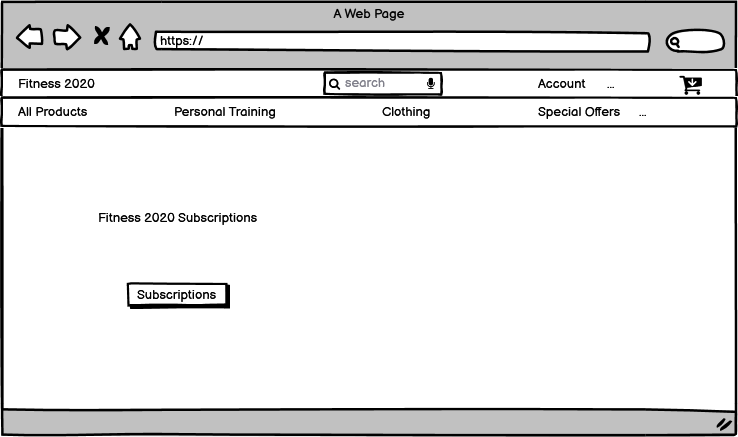 A Web Page
https://
Fitness 2020 search Account ...
All Products Personal Training Clothing Special Offers ...
Fitness 2020 Subscriptions
Subscriptions